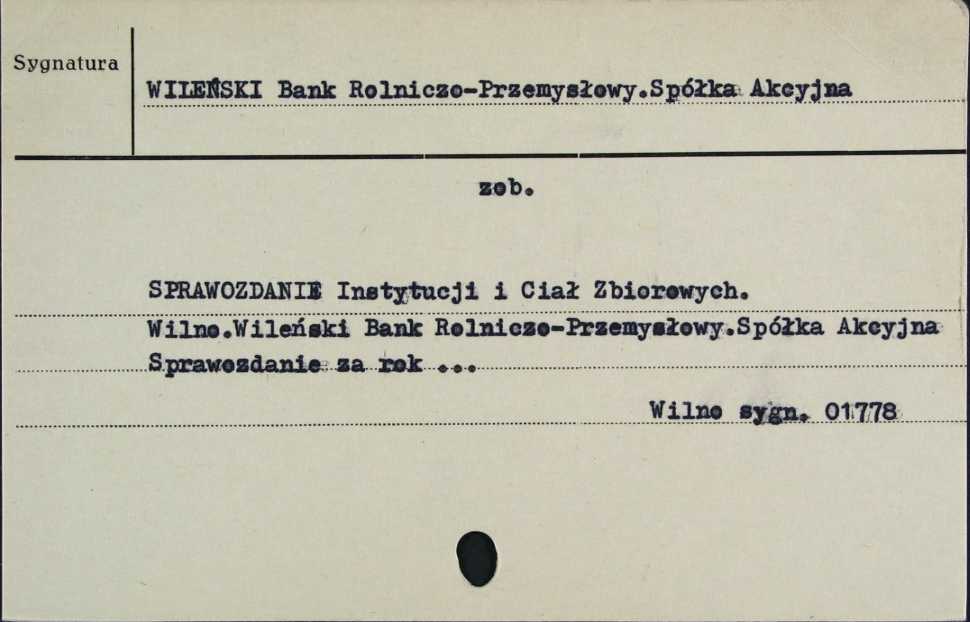 Sygnatura
WILEŃSKI Bank Rolniczo-Przemysłowy.Spółka Akcyjna
zob.
SPRAWOZDANIE Instytucji i Ciał Zbiorowych.
Wilno.Wileński Bank Rolniczo-Przemysłowy.Spółka Akcyjna
Sprawozdanie za rok ...
Wilno sygn. 01778